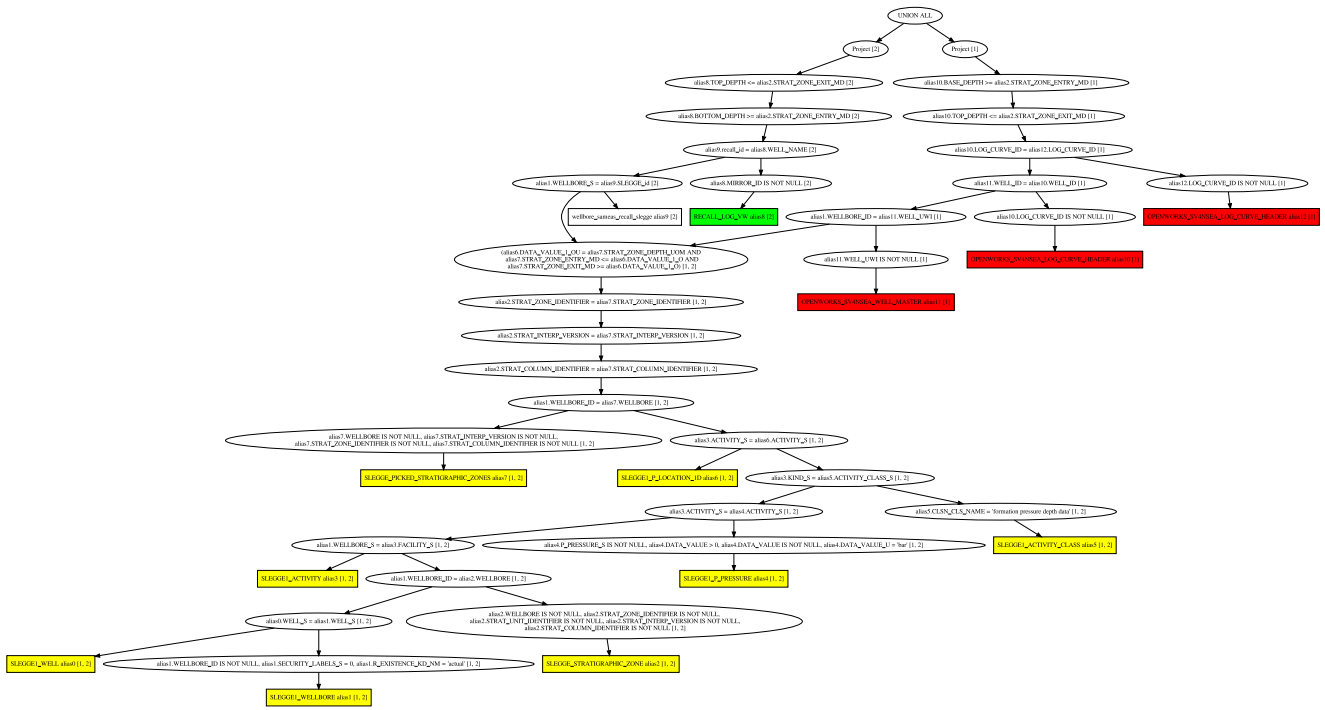 UNION ALL
Project [2]
Project [1]
alias8.TOP_DEPTH <= alias2.STRAT_ZONE_EXIT_MD [2]
alias10.BASE_DEPTH >= alias2.STRAT_ZONE_ENTRY_MD [1]
alias8.BOTTOM_DEPTH >= alias2.STRAT_ZONE_ENTRY_MD [2]
alias10.TOP_DEPTH <= alias2.STRAT_ZONE_EXIT_MD [1]
alias9.recall_id = alias8.WELL_NAME [2]
alias10.LOG_CURVE_ID = alias12.LOG_CURVE_ID [1]
alias1.WELLBORE_S = alias9.SLEGGE_id [2]
alias8.MIRROR_ID IS NOT NULL [2]
alias11.WELL_ID = alias10.WELL_ID [1]
alias12.LOG_CURVE_ID IS NOT NULL [1]
wellbore_sameas_recall_slegge alias9 [2]
RECALL_LOG_VW alias8 [2]
alias1.WELLBORE_ID = alias11.WELL_UWI [1]
alias10.LOG_CURVE_ID IS NOT NULL [1]
OPENWORKS_SV4NSEA_LOG_CURVE_HEADER alias12 [1]
(alias6.DATA_VALUE_1_OU = alias7.STRAT_ZONE_DEPTH_UOM AND
alias7.STRAT_ZONE_ENTRY_MD <= alias6.DATA_VALUE_1_O AND
alias7.STRAT_ZONE_EXIT_MD >= alias6.DATA_VALUE_1_O) [1, 2]
alias11.WELL_UWI IS NOT NULL [1]
OPENWORKS_SV4NSEA_LOG_CURVE_HEADER alias10 [1]
alias2.STRAT_ZONE_IDENTIFIER = alias7.STRAT_ZONE_IDENTIFIER [1, 2]
OPENWORKS_SV4NSEA_WELL_MASTER alias11 [1]
alias2.STRAT_INTERP_VERSION = alias7.STRAT_INTERP_VERSION [1, 2]
alias2.STRAT_COLUMN_IDENTIFIER = alias7.STRAT_COLUMN_IDENTIFIER [1, 2]
alias1.WELLBORE_ID = alias7.WELLBORE [1, 2]
alias7.WELLBORE IS NOT NULL, alias7.STRAT_INTERP_VERSION IS NOT NULL,
alias7.STRAT_ZONE_IDENTIFIER IS NOT NULL, alias7.STRAT_COLUMN_IDENTIFIER IS NOT NULL [1, 2]
alias3.ACTIVITY_S = alias6.ACTIVITY_S [1, 2]
SLEGGE_PICKED_STRATIGRAPHIC_ZONES alias7 [1, 2]
SLEGGE1_P_LOCATION_1D alias6 [1, 2]
alias3.KIND_S = alias5.ACTIVITY_CLASS_S [1, 2]
alias3.ACTIVITY_S = alias4.ACTIVITY_S [1, 2]
alias5.CLSN_CLS_NAME = 'formation pressure depth data' [1, 2]
alias1.WELLBORE_S = alias3.FACILITY_S [1, 2]
alias4.P_PRESSURE_S IS NOT NULL, alias4.DATA_VALUE > 0, alias4.DATA_VALUE IS NOT NULL, alias4.DATA_VALUE_U = 'bar' [1, 2]
SLEGGE1_ACTIVITY_CLASS alias5 [1, 2]
SLEGGE1_ACTIVITY alias3 [1, 2]
alias1.WELLBORE_ID = alias2.WELLBORE [1, 2]
SLEGGE1_P_PRESSURE alias4 [1, 2]
alias0.WELL_S = alias1.WELL_S [1, 2]
alias2.WELLBORE IS NOT NULL, alias2.STRAT_ZONE_IDENTIFIER IS NOT NULL,
alias2.STRAT_UNIT_IDENTIFIER IS NOT NULL, alias2.STRAT_INTERP_VERSION IS NOT NULL,
alias2.STRAT_COLUMN_IDENTIFIER IS NOT NULL [1, 2]
SLEGGE1_WELL alias0 [1, 2]
alias1.WELLBORE_ID IS NOT NULL, alias1.SECURITY_LABELS_S = 0, alias1.R_EXISTENCE_KD_NM = 'actual' [1, 2]
SLEGGE_STRATIGRAPHIC_ZONE alias2 [1, 2]
SLEGGE1_WELLBORE alias1 [1, 2]